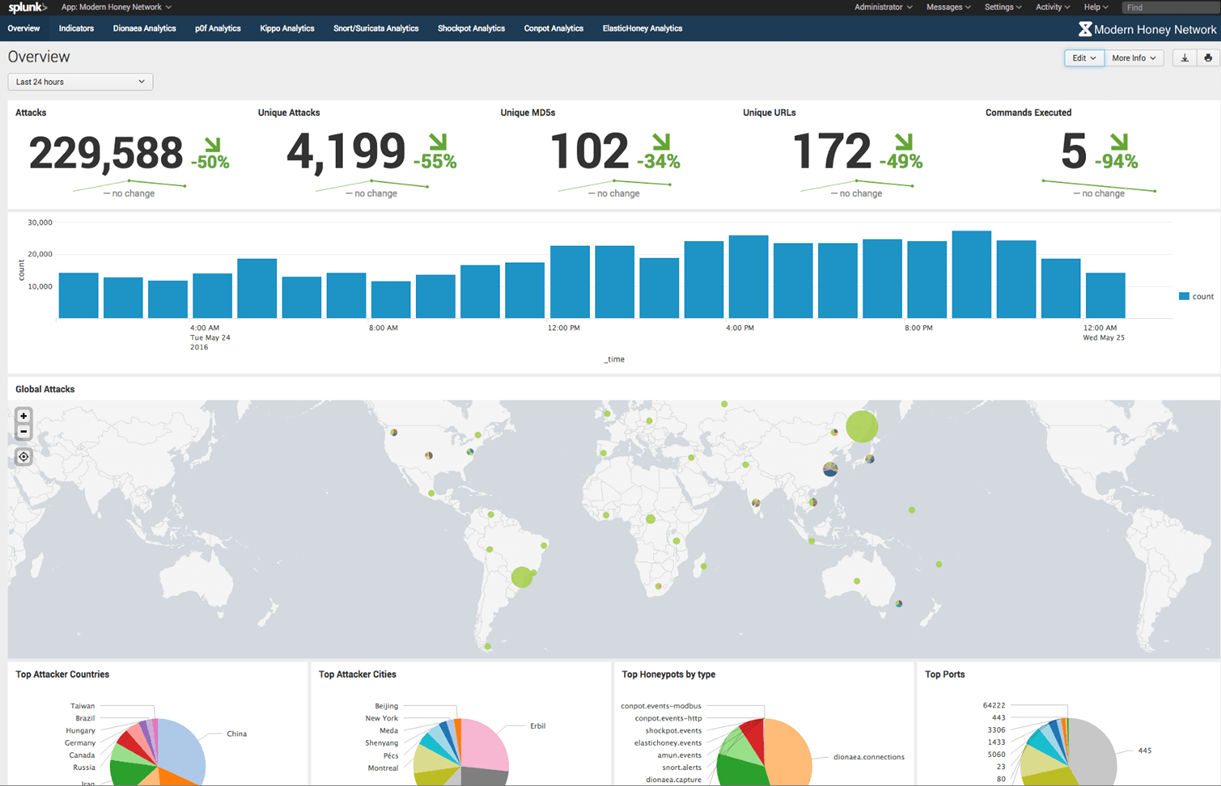 splunk> App: Modern Honey Network Administrator Messages Settings Activity Help Find
Overview Indicators Dionaea Analytics p0f Analytics Kippo Analytics Snort/Suricata Analytics Shockpot Analytics Conpot Analytics ElasticHoney Analytics Modern Honey Network
Overview
Edit More Info
Last 24 hours
Attacks Unique Attacks Unique MD5s Unique URLs Commands Executed
229,588 -50% 4,199 -55% 102 -34% 172 -49% 5 -94%
— no change — no change — no change — no change — no change
30,000
20,000
10,000
count
count
4:00 AM 8:00 AM 12:00 PM 4:00 PM 8:00 PM 12:00 AM
Tue May 24 Wed May 25
2016
_time
Global Attacks
+
−
Top Attacker Countries
Taiwan
Brazil
Hungary
Germany
Canada
Russia
Iran
China
Top Attacker Cities
Beijing
New York
Meda
Shenyang
Pécs
Montreal
Erbil
Top Honeypots by type
conpot.events-modbus
conpot.events-http
shockpot.events
elastichoney.events
amun.events
snort.alerts
dionaea.capture
dionaea.connections
Top Ports
64222
443
3306
1433
5060
23
80
445